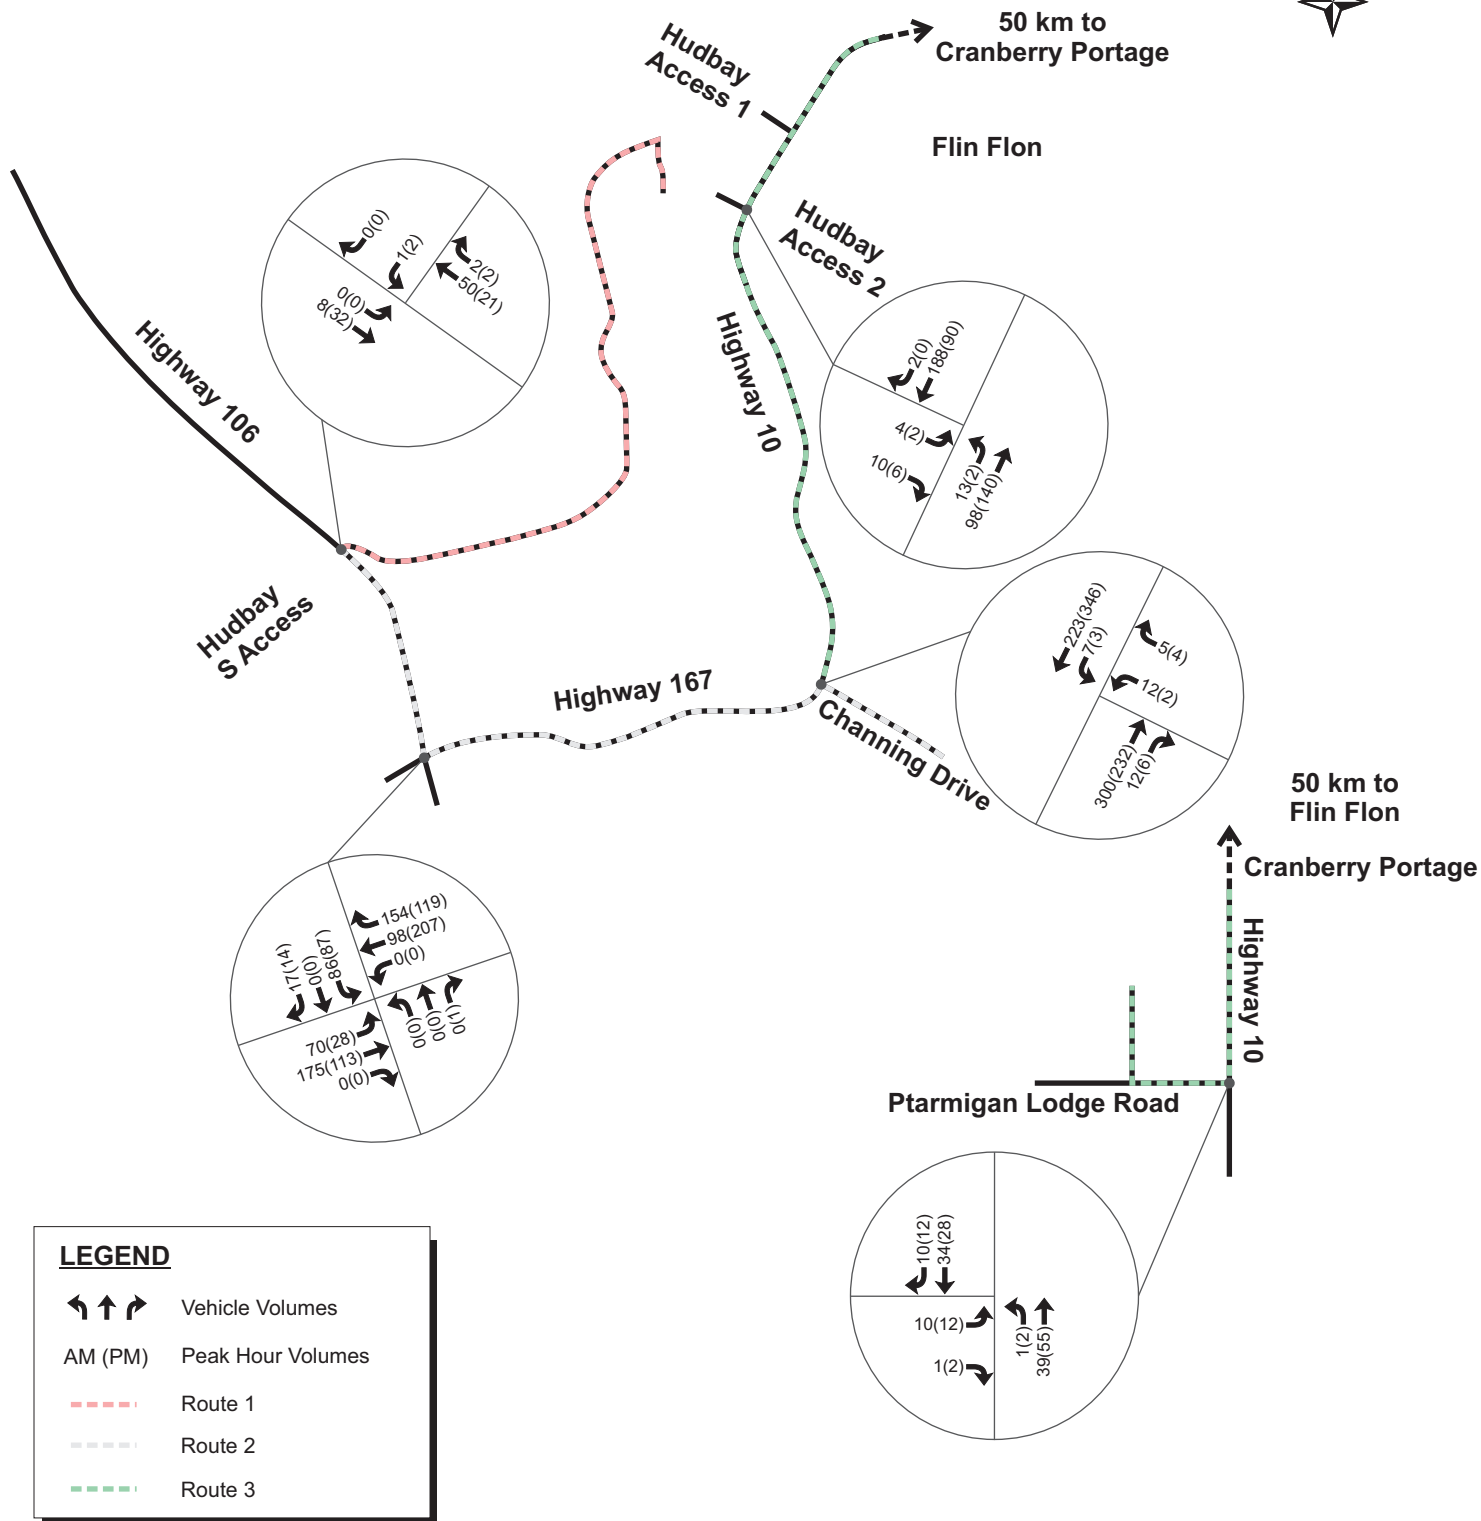 50 km to
Cranberry Portage
Hudbay
Access 1
Flin Flon
0(0)
1(2)
2(2)
50(21)
0(0)
8(32)
Hudbay
Access 2
Highway 106
Highway 10
2(0)
188(90)
4(2)
10(6)
13(2)
98(140)
Hudbay
S Access
Highway 167
Channing Drive
223(346)
7(3)
5(4)
12(2)
300(232)
12(6)
50 km to
Flin Flon
Cranberry Portage
Highway 10
154(119)
98(207)
0(0)
17(14)
0(0)
86(87)
70(28)
175(113)
0(0)
0(0)
0(0)
0(1)
Ptarmigan Lodge Road
10(12)
34(28)
10(12)
1(2)
1(2)
39(55)
LEGEND
Vehicle Volumes
AM (PM) Peak Hour Volumes
Route 1
Route 2
Route 3